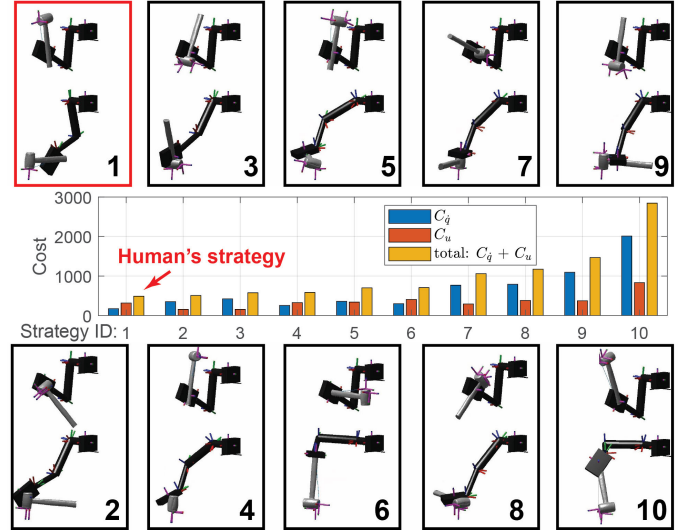 1
3
5
7
9
3000
2000
1000
0
Cost
Human's strategy
C_q̇
C_u
total: C_q̇ + C_u
Strategy ID: 1 2 3 4 5 6 7 8 9 10
2
4
6
8
10